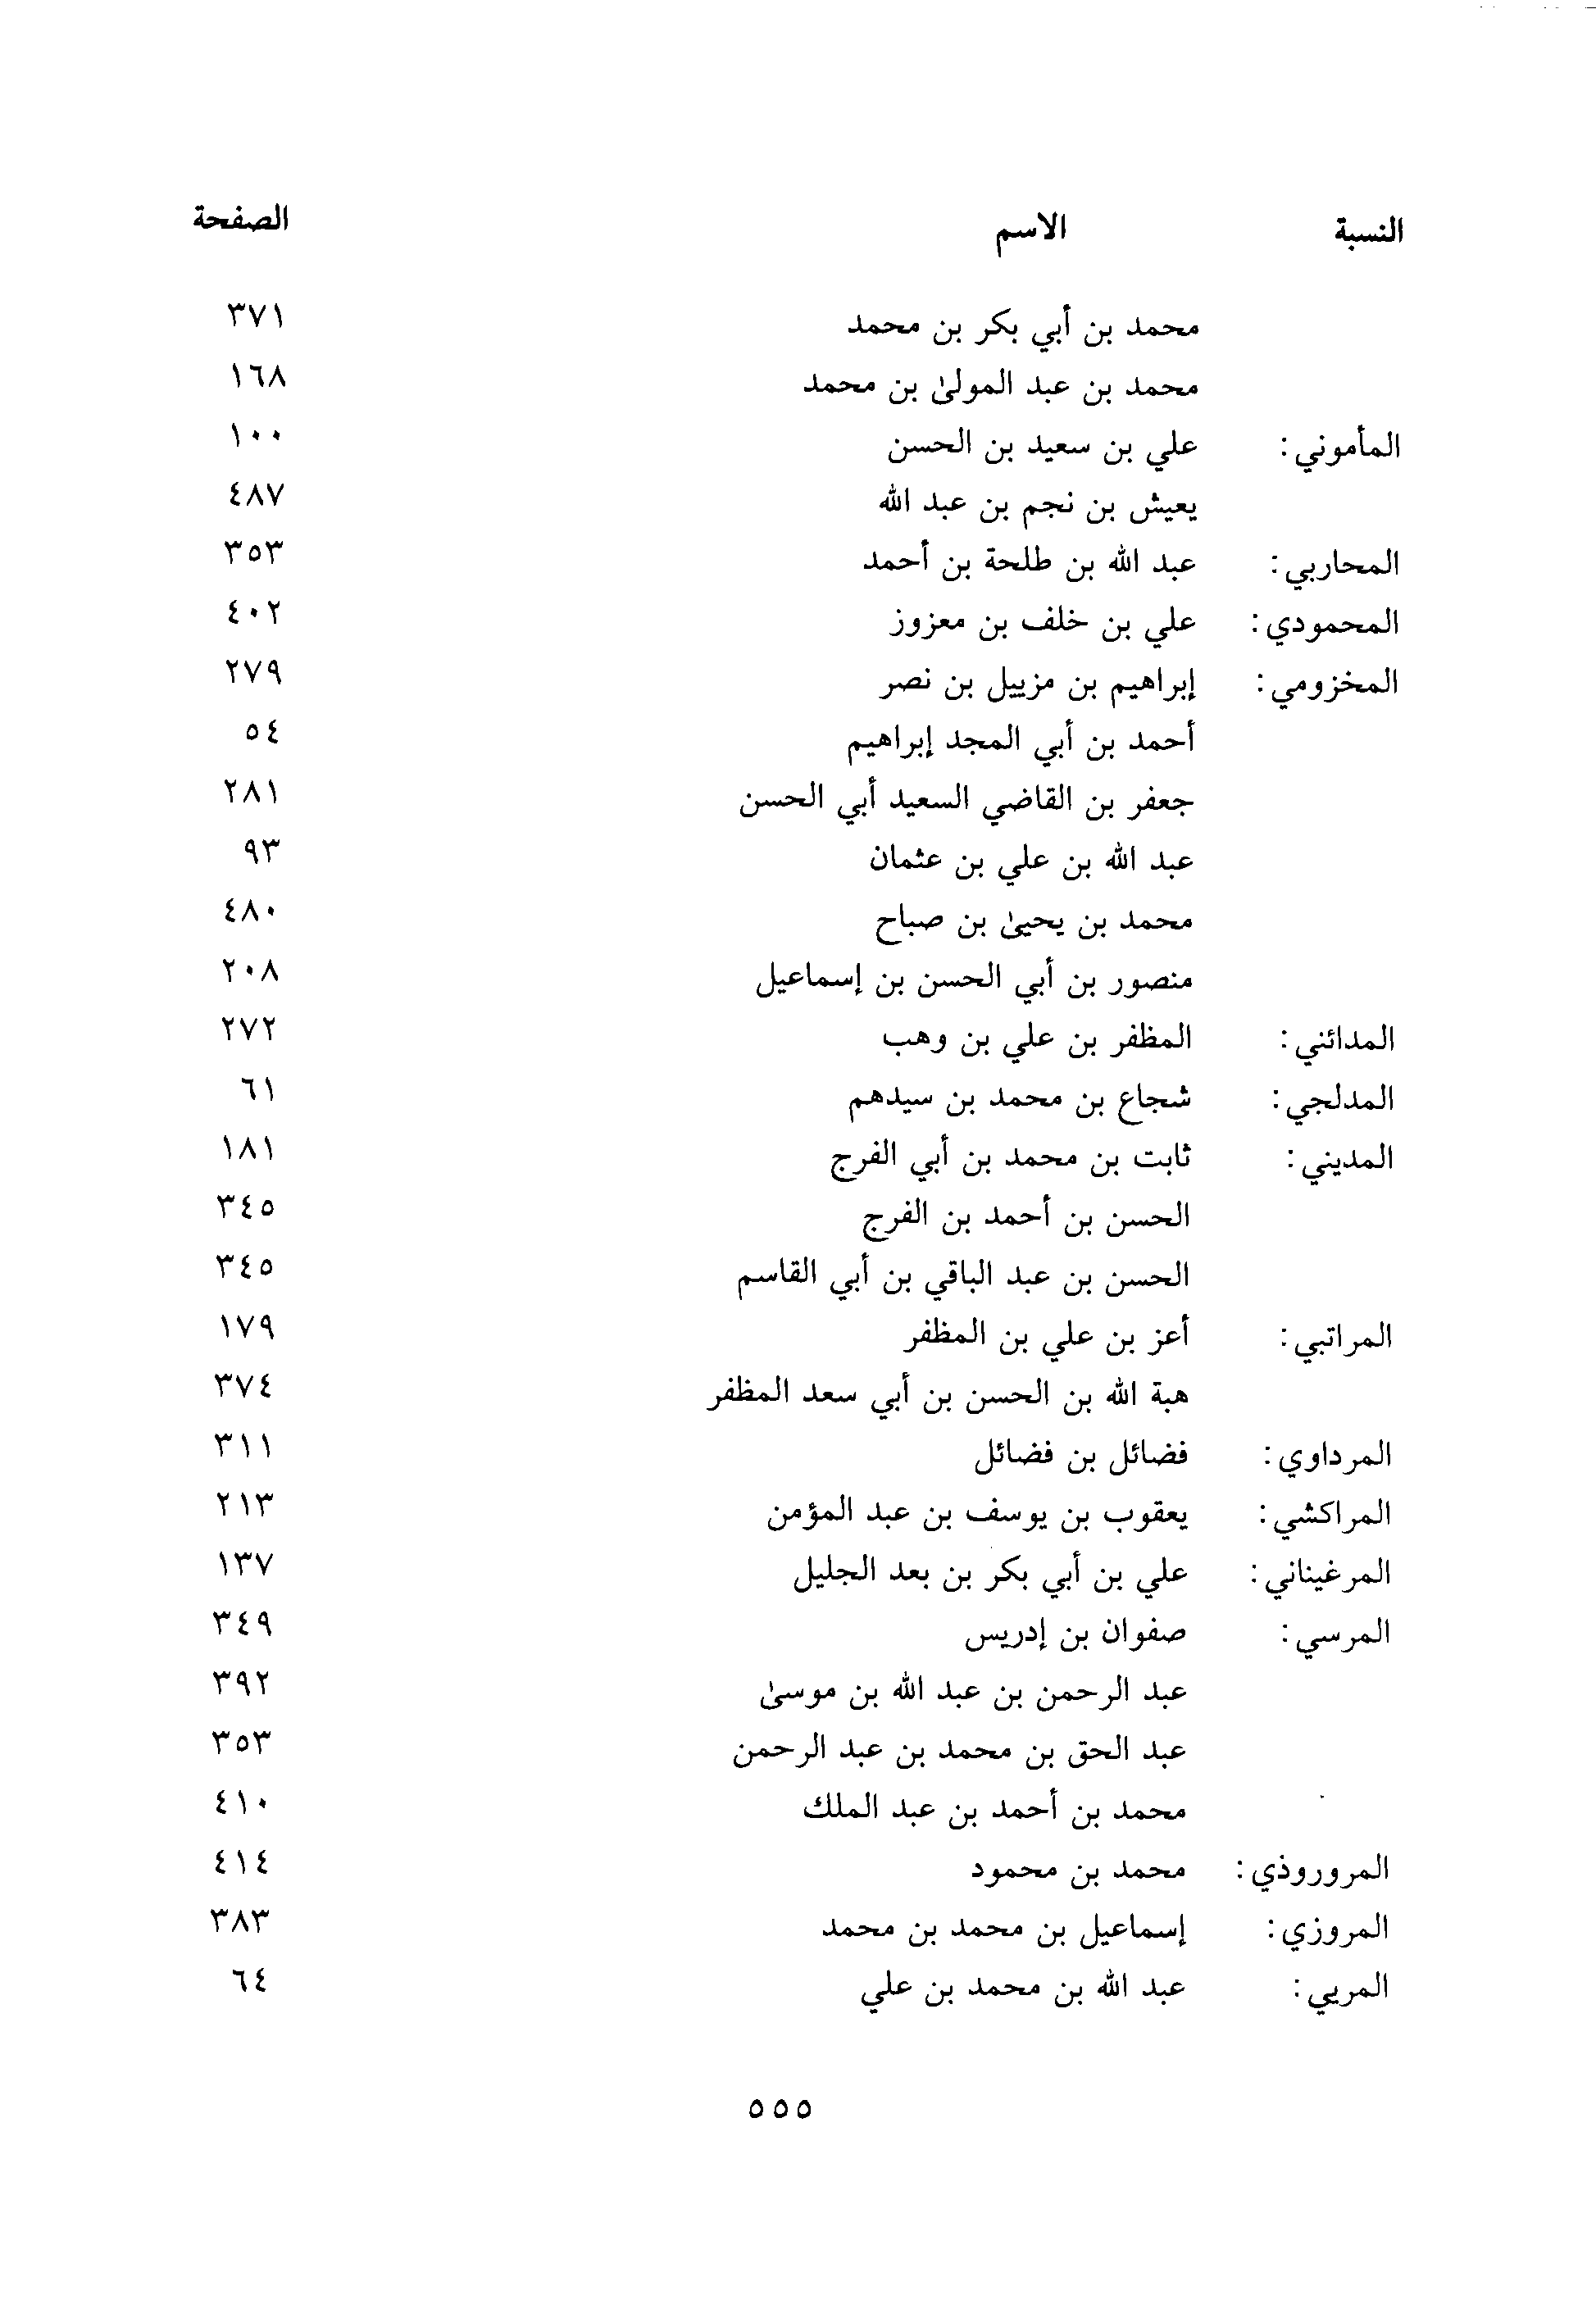 النسبة الاسم الصفحة
محمد بن أبي بكر بن محمد ٣٧١
محمد بن عبد المولىٰ بن محمد ١٦٨
المأموني: علي بن سعيد بن الحسن ١٠٠
يعيش بن نجم بن عبد الله ٤٨٧
المحاربي: عبد الله بن طلحة بن أحمد ٣٥٣
المحمودي: علي بن خلف بن معزوز ٤٠٢
المخزومي: إبراهيم بن مزييل بن نصر ٢٧٩
أحمد بن أبي المجد إبراهيم ٥٤
جعفر بن القاضي السعيد أبي الحسن ٢٨١
عبد الله بن علي بن عثمان ٩٣
محمد بن يحيىٰ بن صباح ٤٨٠
منصور بن أبي الحسن بن إسماعيل ٢٠٨
المدائني: المظفر بن علي بن وهب ٢٧٢
المدلجي: شجاع بن محمد بن سيدهم ٦١
المديني: ثابت بن محمد بن أبي الفرج ١٨١
الحسن بن أحمد بن الفرج ٣٤٥
الحسن بن عبد الباقي بن أبي القاسم ٣٤٥
المراتبي: أعز بن علي بن المظفر ١٧٩
هبة الله بن الحسن بن أبي سعد المظفر ٣٧٤
المرداوي: فضائل بن فضائل ٣١١
المراكشي: يعقوب بن يوسف بن عبد المؤمن ٢١٣
المرغيناني: علي بن أبي بكر بن بعد الجليل ١٣٧
المرسي: صفوان بن إدريس ٣٤٩
عبد الرحمن بن عبد الله بن موسىٰ ٣٩٢
عبد الحق بن محمد بن عبد الرحمن ٣٥٣
محمد بن أحمد بن عبد الملك ٤١٠
المروروذي: محمد بن محمود ٤١٤
المروزي: إسماعيل بن محمد بن محمد ٣٨٣
المريي: عبد الله بن محمد بن علي ٦٤
٥٥٥